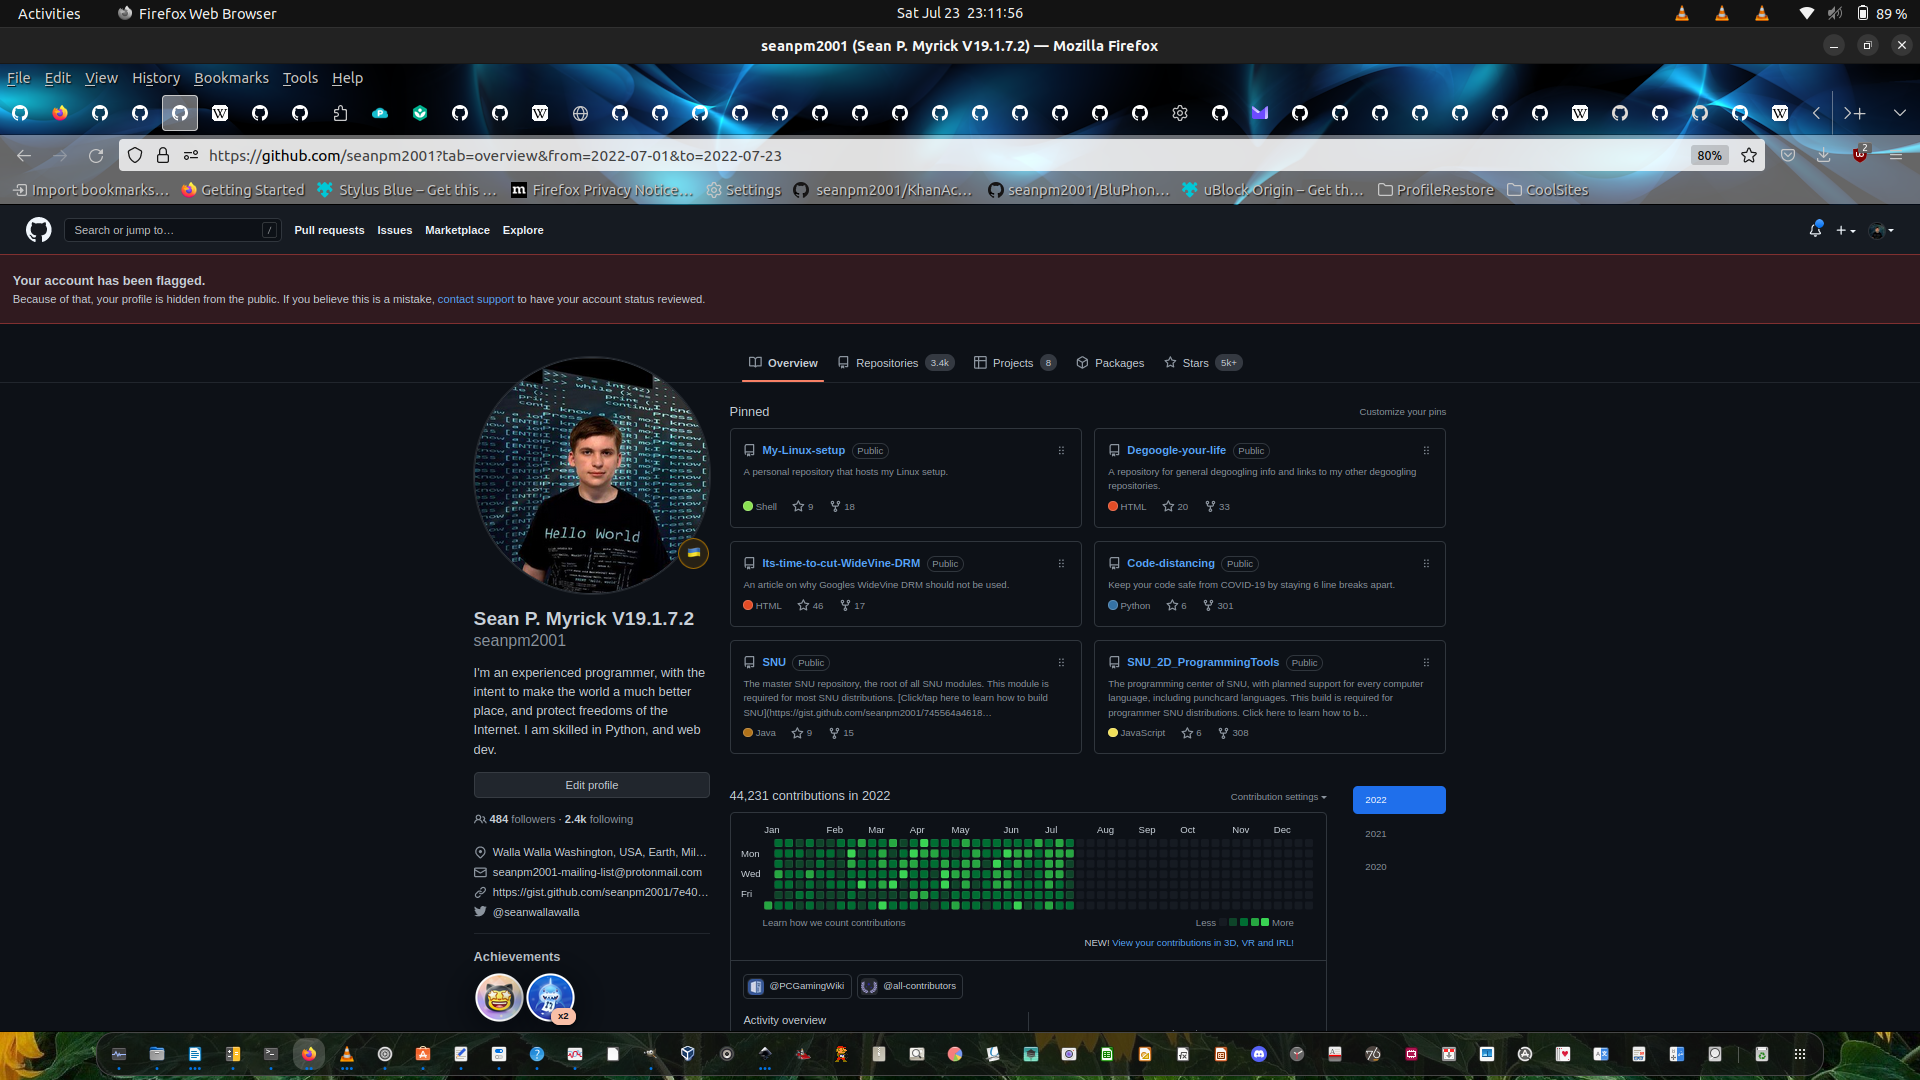 Activities
Firefox Web Browser
Sat Jul 23 23:11:56
89 %
seanpm2001 (Sean P. Myrick V19.1.7.2) — Mozilla Firefox
File Edit View History Bookmarks Tools Help
https://github.com/seanpm2001?tab=overview&from=2022-07-01&to=2022-07-23
80%
2
Import bookmarks…
Getting Started
Stylus Blue – Get this …
Firefox Privacy Notice…
Settings
seanpm2001/KhanAc…
seanpm2001/BluPhon…
uBlock Origin – Get th…
ProfileRestore
CoolSites
Search or jump to…
/
Pull requests
Issues
Marketplace
Explore
Your account has been flagged.
Because of that, your profile is hidden from the public. If you believe this is a mistake, contact support to have your account status reviewed.
Overview
Repositories 3.4k
Projects 8
Packages
Stars 5k+
Hello World
Sean P. Myrick V19.1.7.2
seanpm2001
I'm an experienced programmer, with the
intent to make the world a much better
place, and protect freedoms of the
Internet. I am skilled in Python, and web
dev.
Edit profile
484 followers · 2.4k following
Walla Walla Washington, USA, Earth, Mil…
seanpm2001-mailing-list@protonmail.com
https://gist.github.com/seanpm2001/7e40…
@seanwallawalla
Achievements
x2
Pinned
Customize your pins
My-Linux-setup Public
A personal repository that hosts my Linux setup.
Shell 9 18
Degoogle-your-life Public
A repository for general degoogling info and links to my other degoogling
repositories.
HTML 20 33
Its-time-to-cut-WideVine-DRM Public
An article on why Googles WideVine DRM should not be used.
HTML 46 17
Code-distancing Public
Keep your code safe from COVID-19 by staying 6 line breaks apart.
Python 6 301
SNU Public
The master SNU repository, the root of all SNU modules. This module is
required for most SNU distributions. [Click/tap here to learn how to build
SNU](https://gist.github.com/seanpm2001/745564a4618…
Java 9 15
SNU_2D_ProgrammingTools Public
The programming center of SNU, with planned support for every computer
language, including punchcard languages. This build is required for
programmer SNU distributions. Click here to learn how to b…
JavaScript 6 308
44,231 contributions in 2022
Contribution settings
2022
2021
2020
Jan Feb Mar Apr May Jun Jul Aug Sep Oct Nov Dec
Mon
Wed
Fri
Learn how we count contributions
Less More
NEW! View your contributions in 3D, VR and IRL!
@PCGamingWiki
@all-contributors
Activity overview